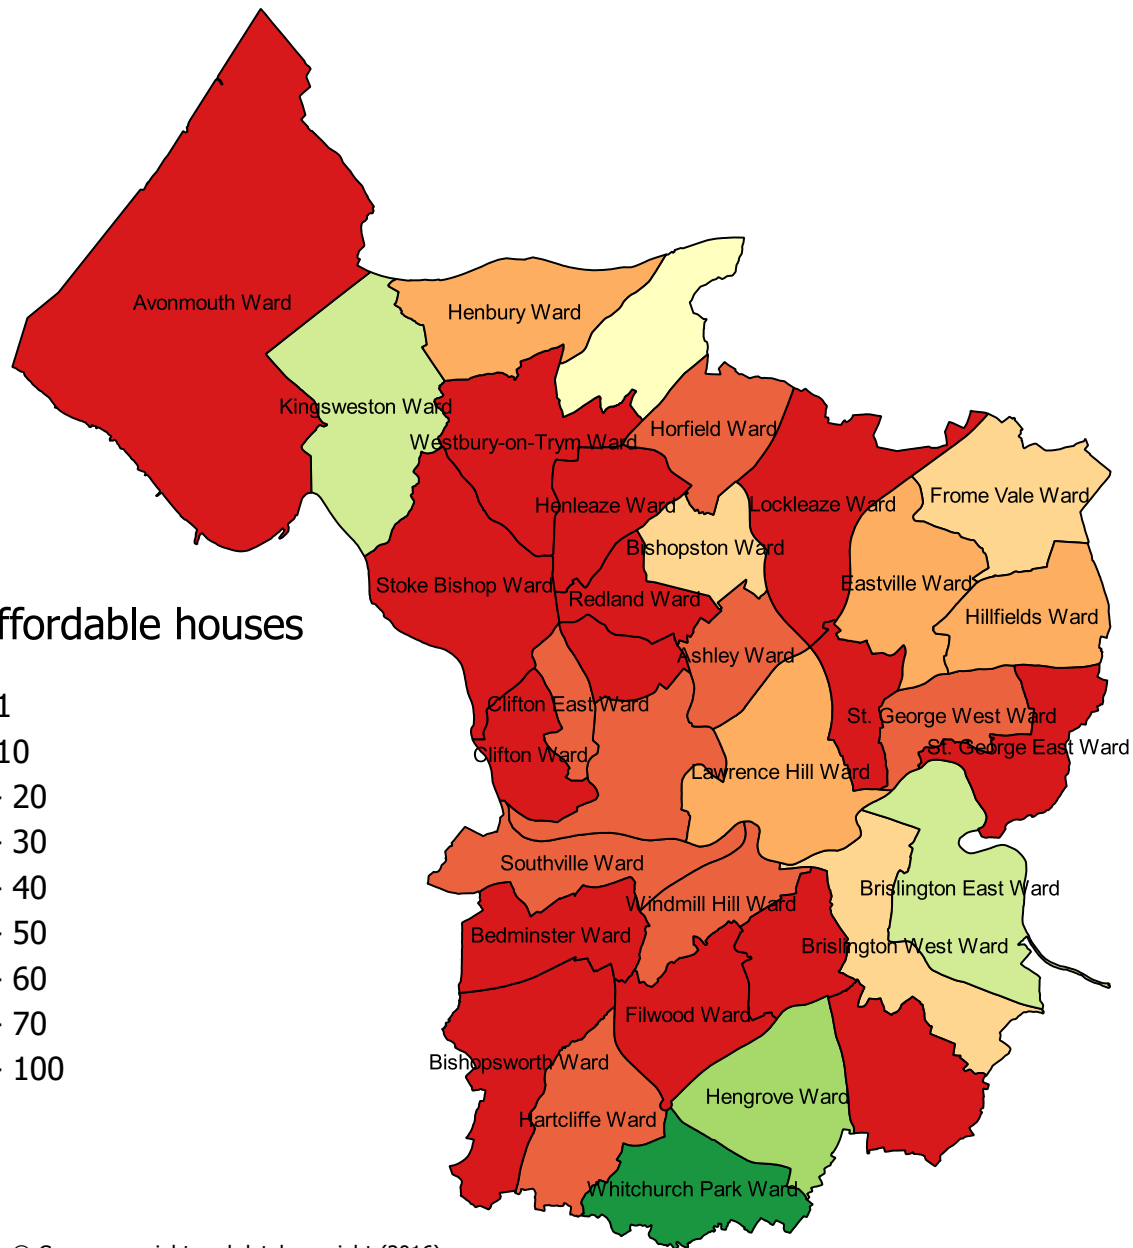 Avonmouth Ward
Henbury Ward
Kingsweston Ward
Westbury-on-Trym Ward
Horfield Ward
Henleaze Ward
Lockleaze Ward
Frome Vale Ward
Bishopston Ward
Stoke Bishop Ward
Redland Ward
Eastville Ward
Hillfields Ward
ffordable houses
Ashley Ward
Clifton East Ward
St. George West Ward
St. George East Ward
Clifton Ward
Lawrence Hill Ward
1
10
- 20
- 30
- 40
- 50
- 60
- 70
- 100
Southville Ward
Windmill Hill Ward
Brislington East Ward
Bedminster Ward
Brislington West Ward
Filwood Ward
Bishopsworth Ward
Hengrove Ward
Hartcliffe Ward
Whitchurch Park Ward